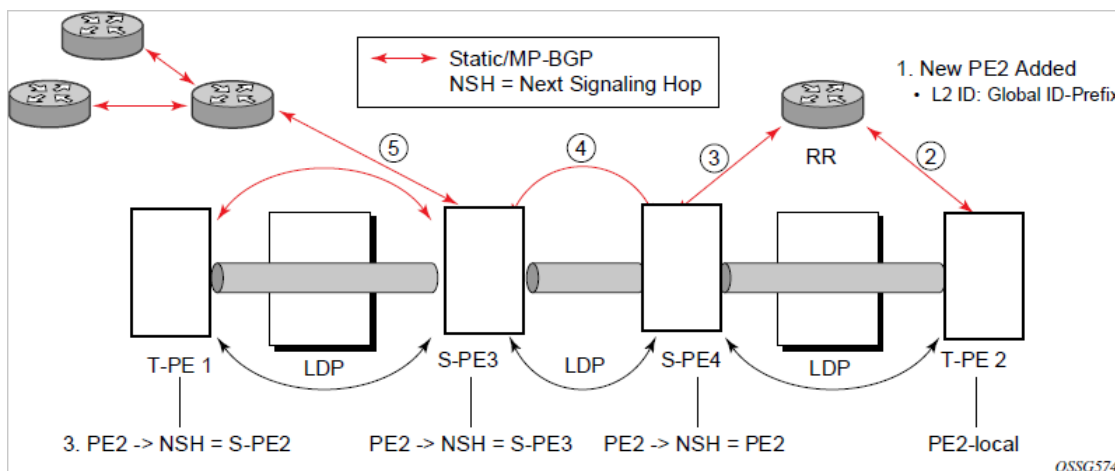 Static/MP-BGP
NSH = Next Signaling Hop
1. New PE2 Added
• L2 ID: Global ID-Prefix
RR
5
4
3
2
T-PE 1
LDP
S-PE3
LDP
S-PE4
LDP
T-PE 2
3. PE2 -> NSH = S-PE2
PE2 -> NSH = S-PE3
PE2 -> NSH = PE2
PE2-local
OSSG574